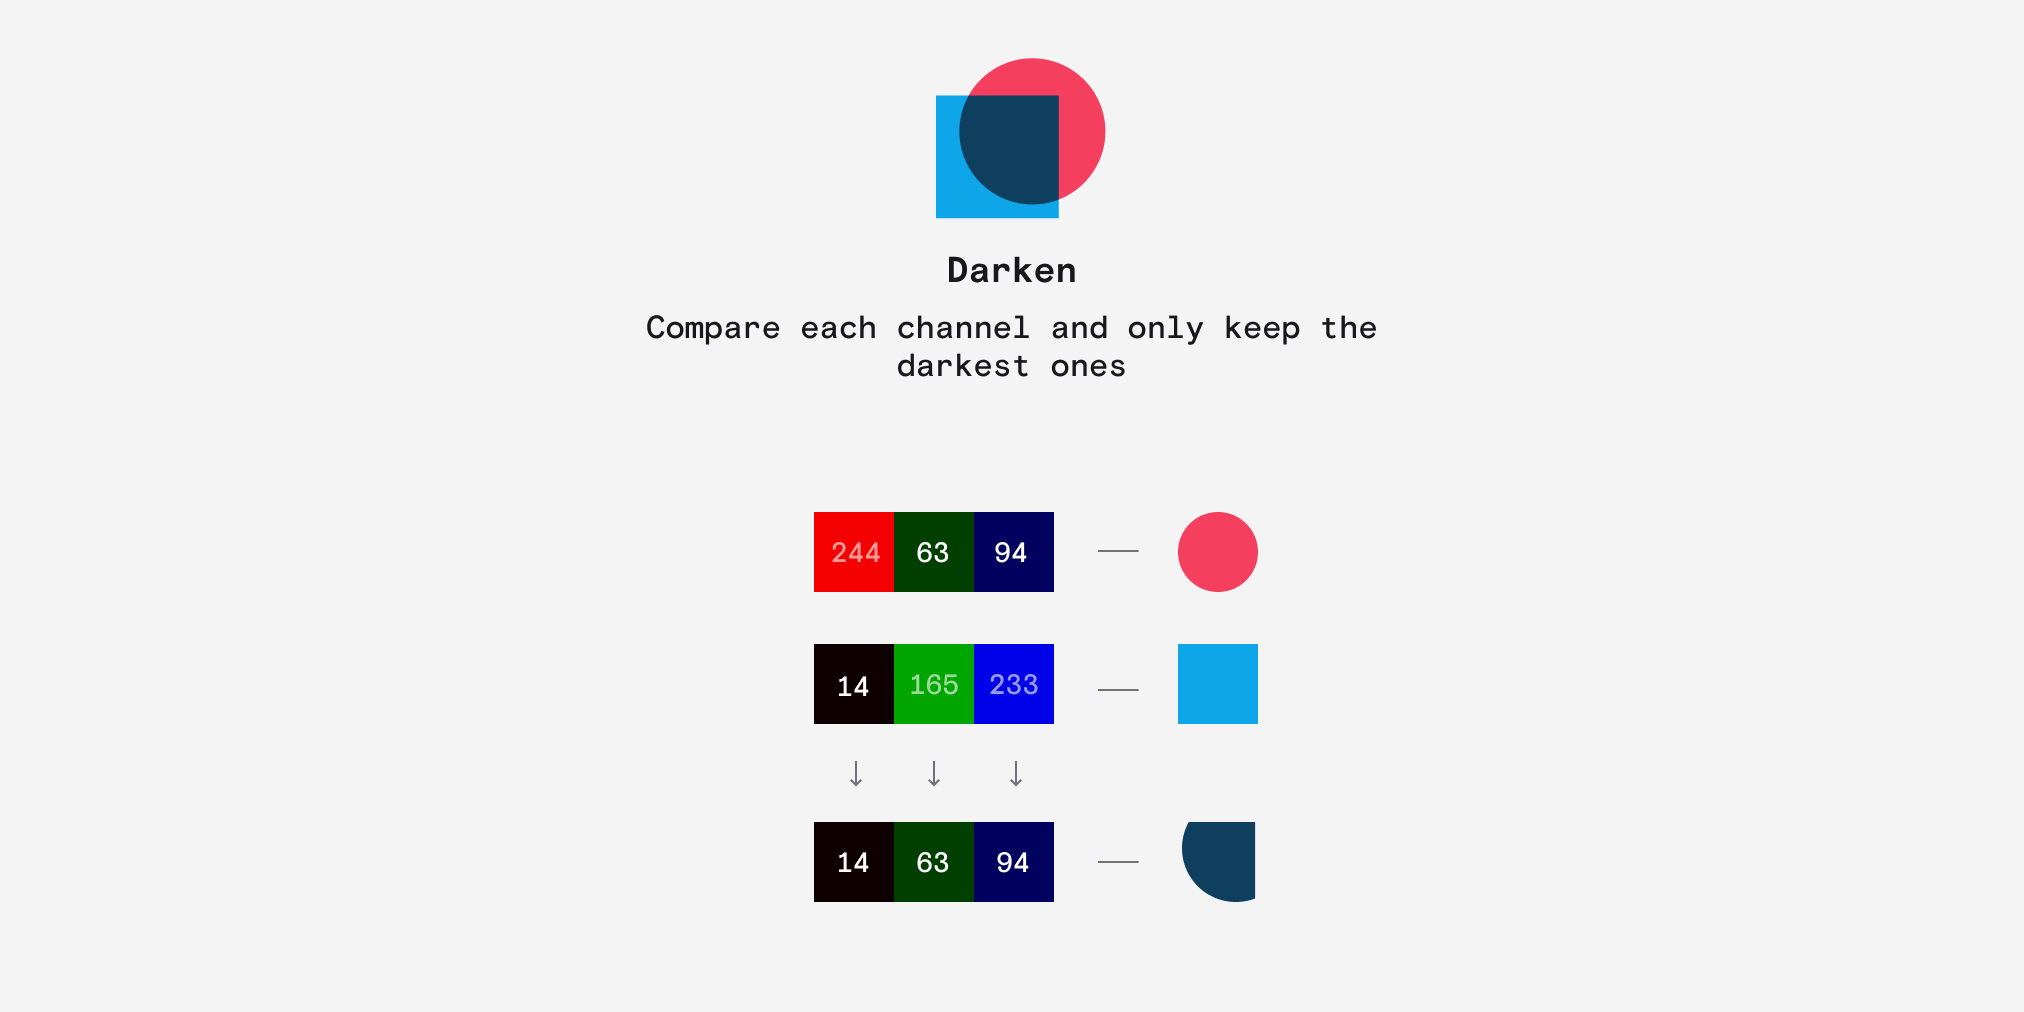 Darken
Compare each channel and only keep the
darkest ones
244 63 94
14 165 233
14 63 94